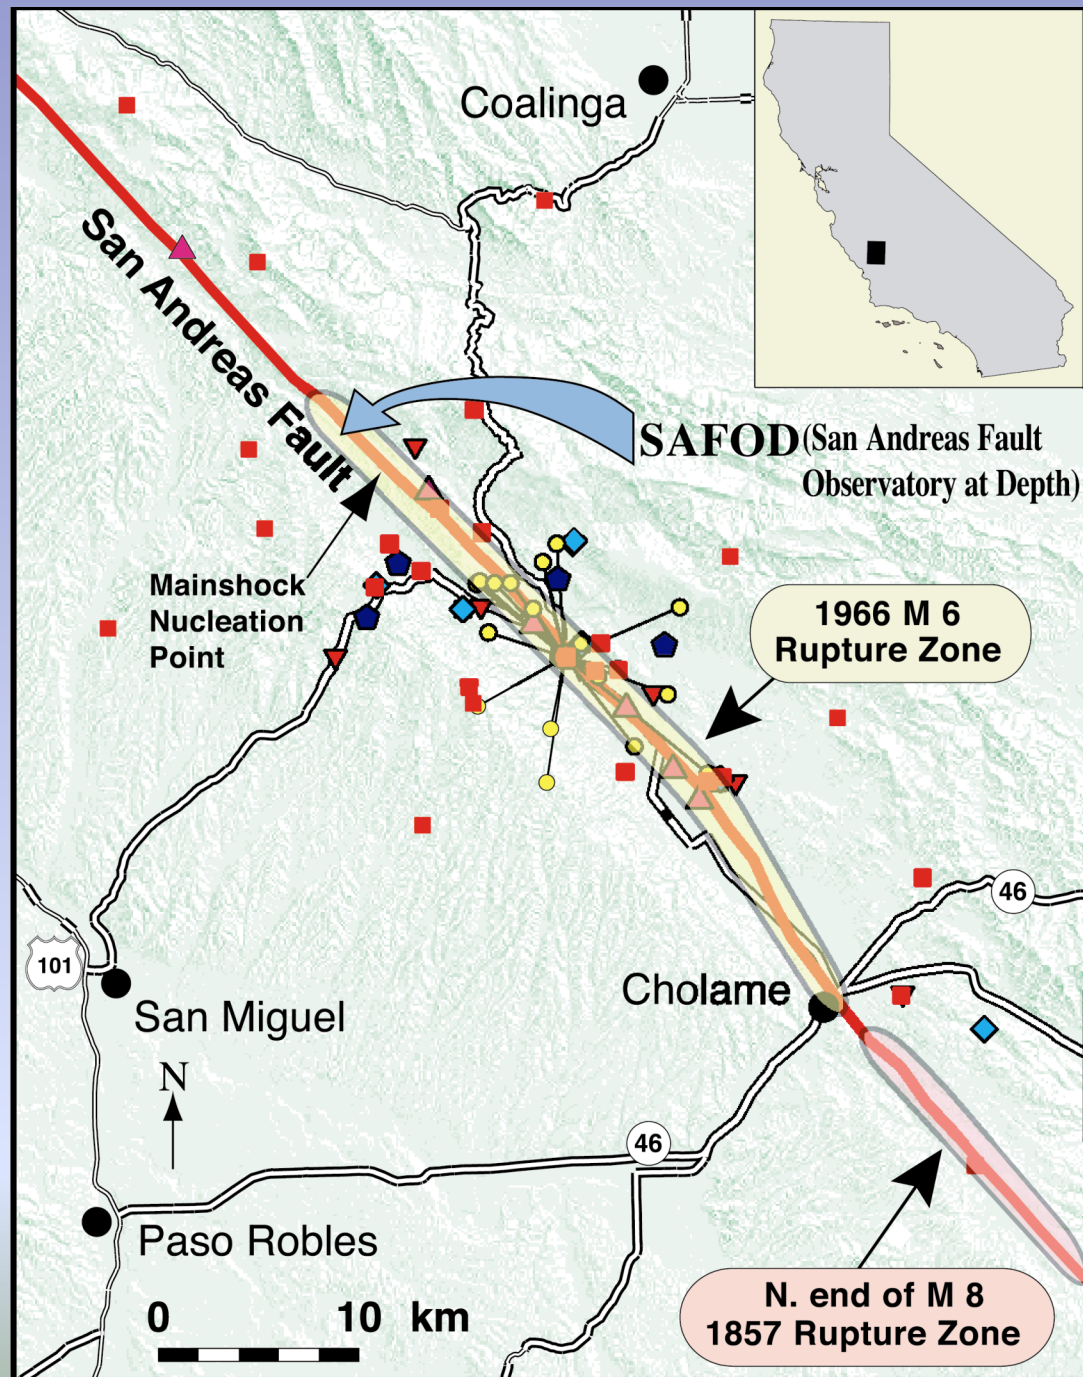 Coalinga
San Andreas Fault
SAFOD (San Andreas Fault
Observatory at Depth)
Mainshock
Nucleation
Point
1966 M 6
Rupture Zone
46
101
Cholame
San Miguel
N
46
Paso Robles
0 10 km
N. end of M 8
1857 Rupture Zone